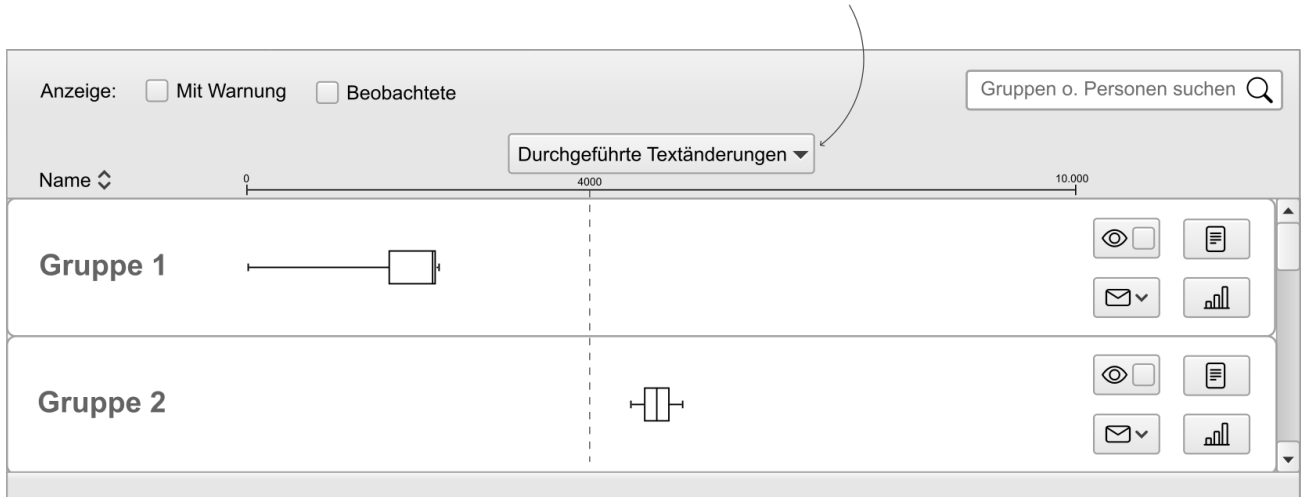 Anzeige: Mit Warnung Beobachtete Gruppen o. Personen suchen
Durchgeführte Textänderungen
Name 0 4000 10.000
Gruppe 1
Gruppe 2